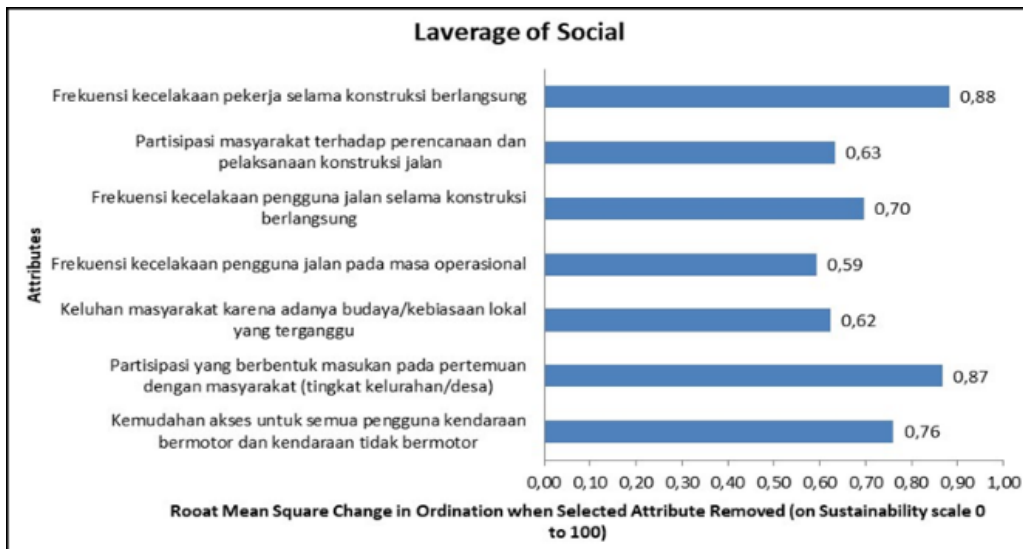 Laverage of Social
Attributes
Frekuensi kecelakaan pekerja selama konstruksi berlangsung
0,88
Partisipasi masyarakat terhadap perencanaan dan
pelaksanaan konstruksi jalan
0,63
Frekuensi kecelakaan pengguna jalan selama konstruksi
berlangsung
0,70
Frekuensi kecelakaan pengguna jalan pada masa operasional
0,59
Keluhan masyarakat karena adanya budaya/kebiasaan lokal
yang terganggu
0,62
Partisipasi yang berbentuk masukan pada pertemuan
dengan masyarakat (tingkat kelurahan/desa)
0,87
Kemudahan akses untuk semua pengguna kendaraan
bermotor dan kendaraan tidak bermotor
0,76
0,00 0,10 0,20 0,30 0,40 0,50 0,60 0,70 0,80 0,90 1,00
Rooat Mean Square Change in Ordination when Selected Attribute Removed (on Sustainability scale 0
to 100)